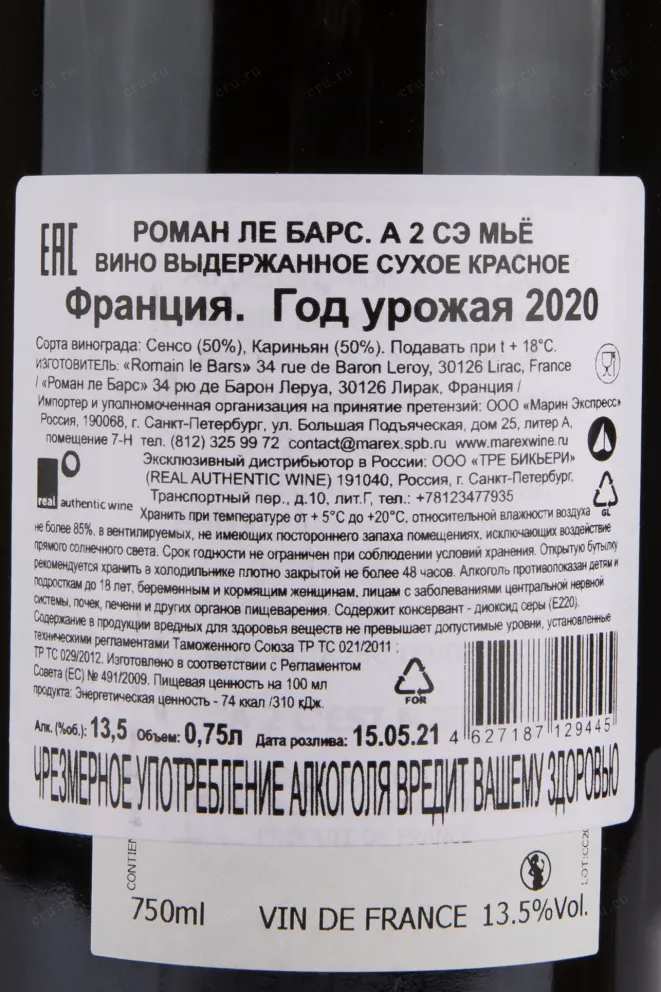 ЕАС
РОМАН ЛЕ БАРС. А 2 СЭ МЬЁ
ВИНО ВЫДЕРЖАННОЕ СУХОЕ КРАСНОЕ
Франция. Год урожая 2020
Сорта винограда: Сенсо (50%), Кариньян (50%). Подавать при t + 18°C.
ИЗГОТОВИТЕЛЬ: «Romain le Bars» 34 rue de Baron Leroy, 30126 Lirac, France
/ «Роман ле Барс» 34 рю де Барон Леруа, 30126 Лирак, Франция /
Импортер и уполномоченная организация на принятие претензий: ООО «Марин Экспресс»
Россия, 190068, г. Санкт-Петербург, ул. Большая Подъяческая, дом 25, литер А,
помещение 7-Н тел. (812) 325 99 72 contact@marex.spb.ru www.marexwine.ru
Эксклюзивный дистрибьютор в России: ООО «ТРЕ БИКЬЕРИ»
(REAL AUTHENTIC WINE) 191040, Россия, г. Санкт-Петербург,
real authentic wine Транспортный пер., д.10, лит.Г, тел.: +78123477935
GL
Хранить при температуре от + 5°C до +20°C, относительной влажности воздуха
не более 85%, в вентилируемых, не имеющих постороннего запаха помещениях, исключающих воздействие
прямого солнечного света. Срок годности не ограничен при соблюдении условий хранения. Открытую бутылку
рекомендуется хранить в холодильнике плотно закрытой не более 48 часов. Алкоголь противопоказан детям и
подросткам до 18 лет, беременным и кормящим женщинам, лицам с заболеваниями центральной нервной
системы, почек, печени и других органов пищеварения. Содержит консервант - диоксид серы (Е220).
Содержание в продукции вредных для здоровья веществ не превышает допустимые уровни, установленные
техническими регламентами Таможенного Союза ТР ТС 021/2011 ;
ТР ТС 029/2012. Изготовлено в соответствии с Регламентом
Совета (ЕС) № 491/2009. Пищевая ценность на 100 мл
продукта: Энергетическая ценность - 74 ккал /310 кДж.
FOR
Алк. (%об.): 13,5 Объем: 0,75л Дата розлива: 15.05.21
4 627187 129445
ЧРЕЗМЕРНОЕ УПОТРЕБЛЕНИЕ АЛКОГОЛЯ ВРЕДИТ ВАШЕМУ ЗДОРОВЬЮ
PRODUIT DE FRANCE
750ml VIN DE FRANCE 13.5%Vol.
cru.ru